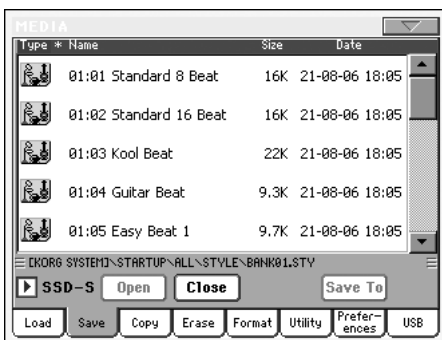 MEDIA
Type * Name Size Date
01:01 Standard 8 Beat 16K 21-08-06 18:05
01:02 Standard 16 Beat 16K 21-08-06 18:05
01:03 Kool Beat 22K 21-08-06 18:05
01:04 Guitar Beat 9.3K 21-08-06 18:05
01:05 Easy Beat 1 9.7K 21-08-06 18:05
[KORG SYSTEM]\STARTUP\ALL\STYLE\BANK01.STY
SSD-S Open Close Save To
Load Save Copy Erase Format Utility Prefer-ences USB